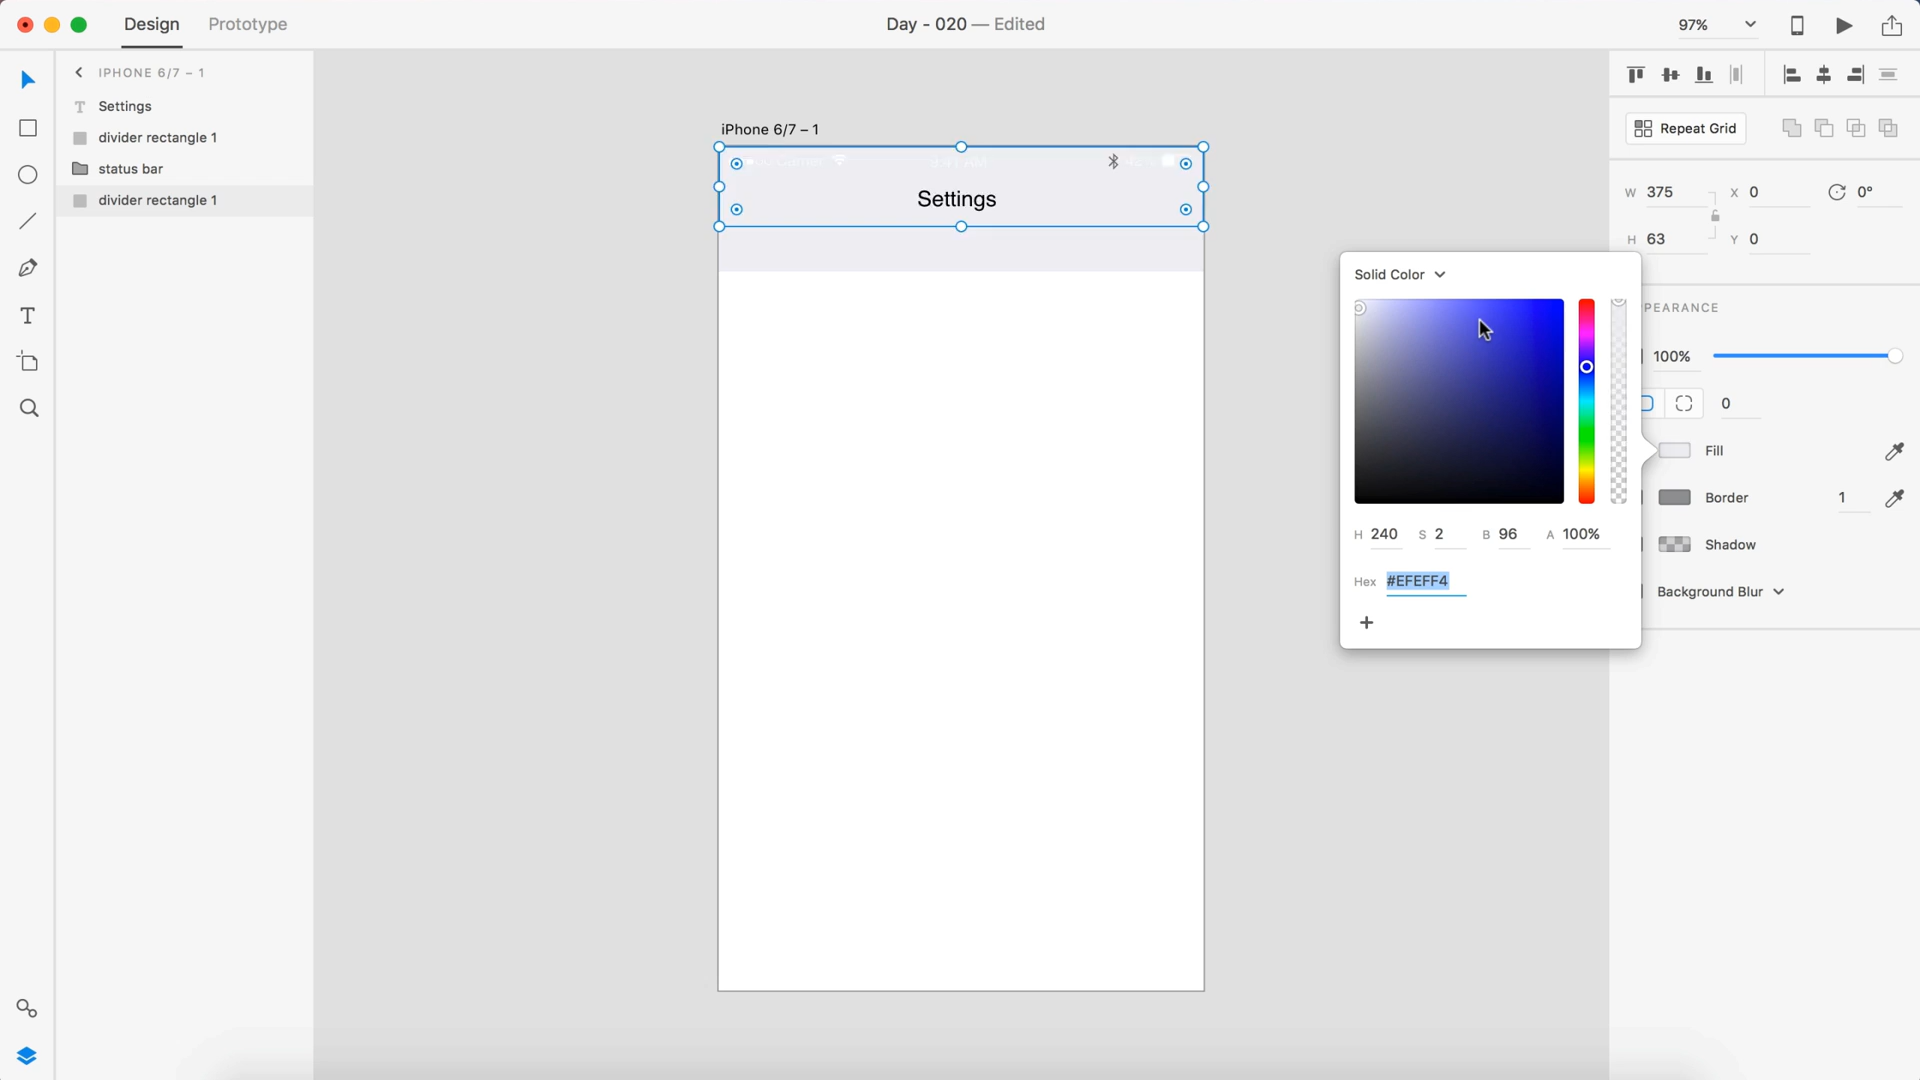 Design
Prototype
Day - 020 — Edited
97%
IPHONE 6/7 – 1
Settings
divider rectangle 1
status bar
divider rectangle 1
iPhone 6/7 – 1
Settings
Repeat Grid
W 375
X 0
0°
H 63
Y 0
Solid Color
PEARANCE
100%
0
Fill
Border
1
Shadow
Background Blur
H 240 S 2 B 96 A 100%
Hex #EFEFF4